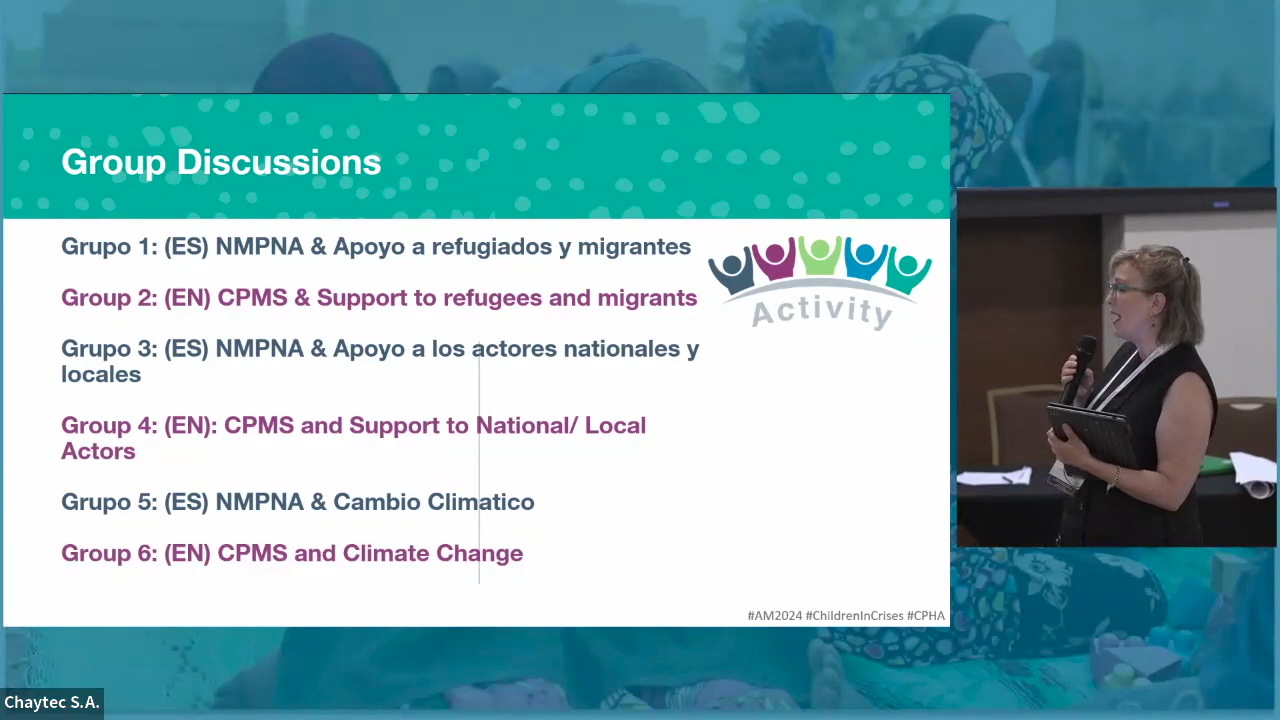 Group Discussions
Grupo 1: (ES) NMPNA & Apoyo a refugiados y migrantes
Group 2: (EN) CPMS & Support to refugees and migrants
Grupo 3: (ES) NMPNA & Apoyo a los actores nationales y
locales
Group 4: (EN): CPMS and Support to National/ Local
Actors
Grupo 5: (ES) NMPNA & Cambio Climatico
Group 6: (EN) CPMS and Climate Change
Activity
#AM2024 #ChildrenInCrises #CPHA
Chaytec S.A.